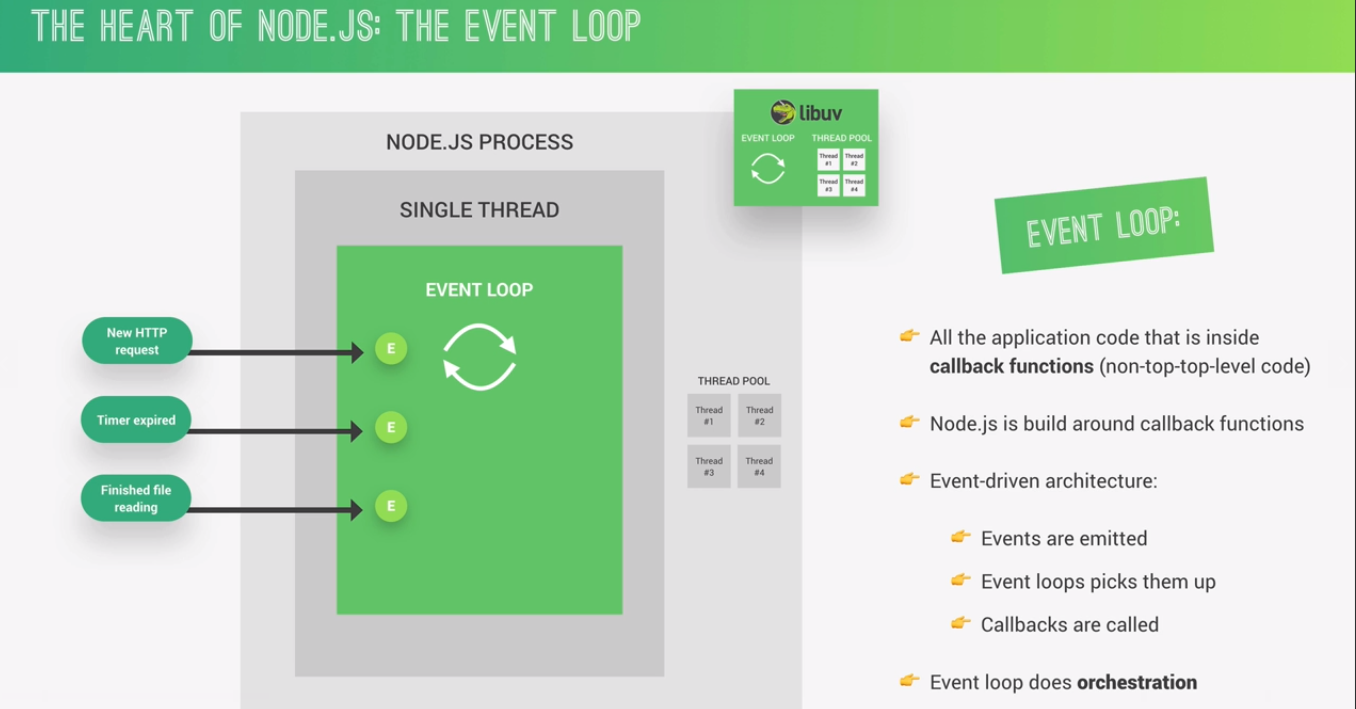 THE HEART OF NODE.JS: THE EVENT LOOP
libuv
EVENT LOOP
THREAD POOL
Thread
#1
Thread
#2
Thread
#3
Thread
#4
NODE.JS PROCESS
SINGLE THREAD
EVENT LOOP
New HTTP
request
E
Timer expired
E
Finished file
reading
E
THREAD POOL
Thread
#1
Thread
#2
Thread
#3
Thread
#4
EVENT LOOP:
All the application code that is inside
callback functions (non-top-top-level code)
Node.js is build around callback functions
Event-driven architecture:
Events are emitted
Event loops picks them up
Callbacks are called
Event loop does orchestration